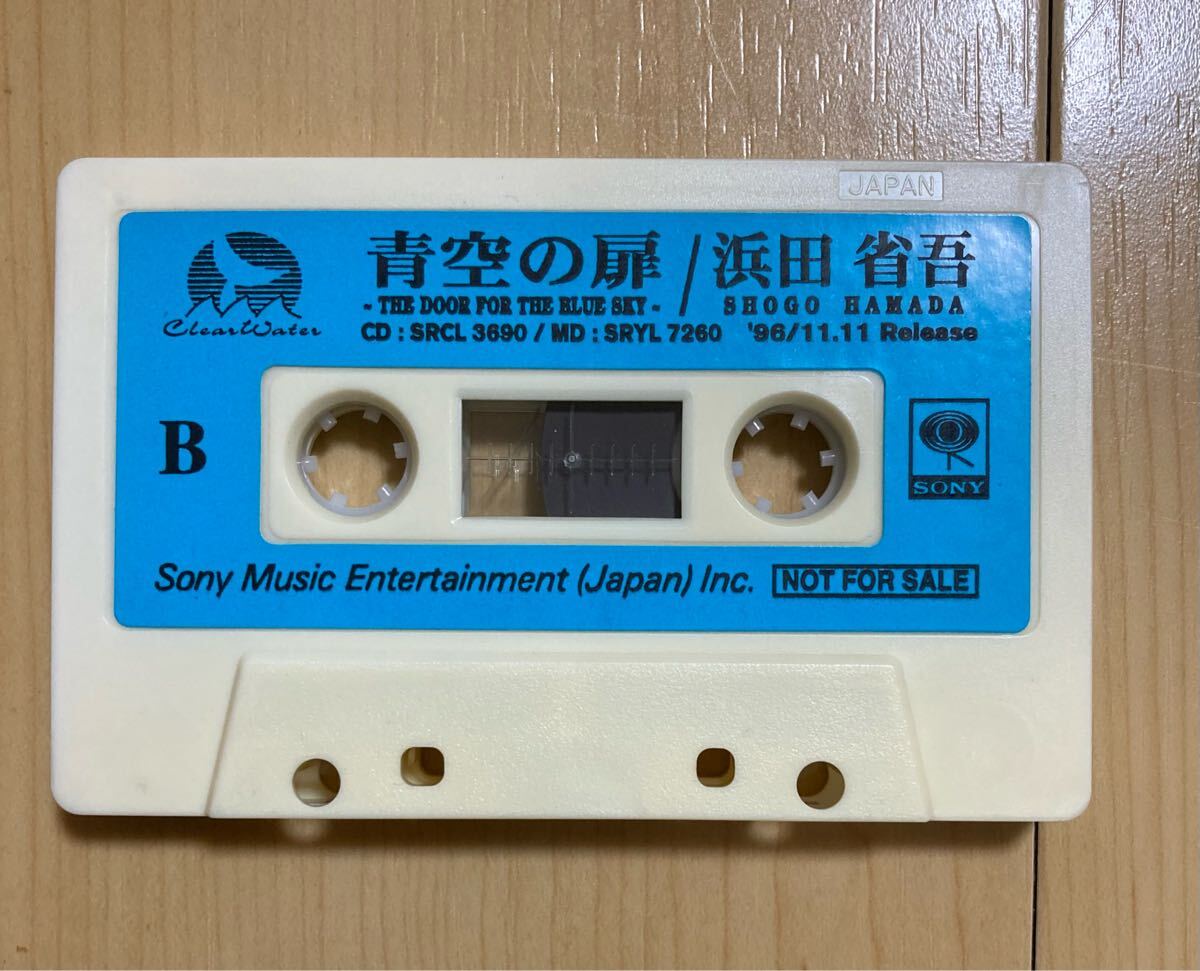 JAPAN
青空の扉 / 浜田 省吾
- THE DOOR FOR THE BLUE SKY - SHOGO HAMADA
ClearWater
CD : SRCL 3690 / MD : SRYL 7260 '96/11.11 Release
B
SONY
Sony Music Entertainment (Japan) Inc. NOT FOR SALE